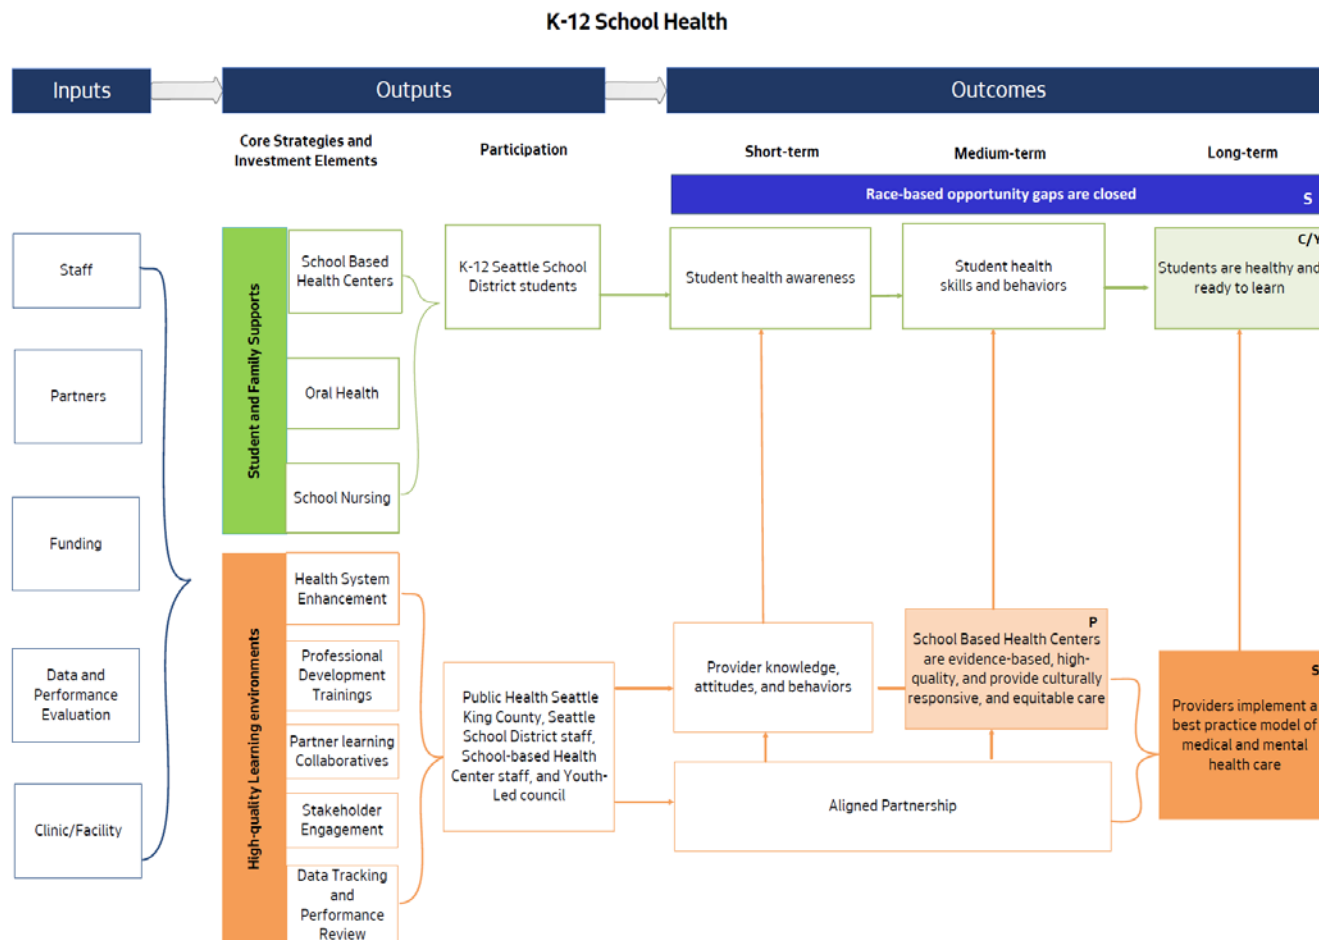 K-12 School Health
Inputs
Outputs
Outcomes
Core Strategies and
Investment Elements
Participation
Short-term
Medium-term
Long-term
Race-based opportunity gaps are closed
S
Staff
Partners
Funding
Data and
Performance
Evaluation
Clinic/Facility
Student and Family Supports
School Based
Health Centers
Oral Health
School Nursing
K-12 Seattle School
District students
Student health awareness
Student health
skills and behaviors
C/Y
Students are healthy and
ready to learn
High-quality Learning environments
Health System
Enhancement
Professional
Development
Trainings
Partner learning
Collaboratives
Stakeholder
Engagement
Data Tracking
and
Performance
Review
Public Health Seattle
King County, Seattle
School District staff,
School-based Health
Center staff, and Youth-
Led council
Provider knowledge,
attitudes, and behaviors
P
School Based Health Centers
are evidence-based, high-
quality, and provide culturally
responsive, and equitable care
Aligned Partnership
S
Providers implement a
best practice model of
medical and mental
health care